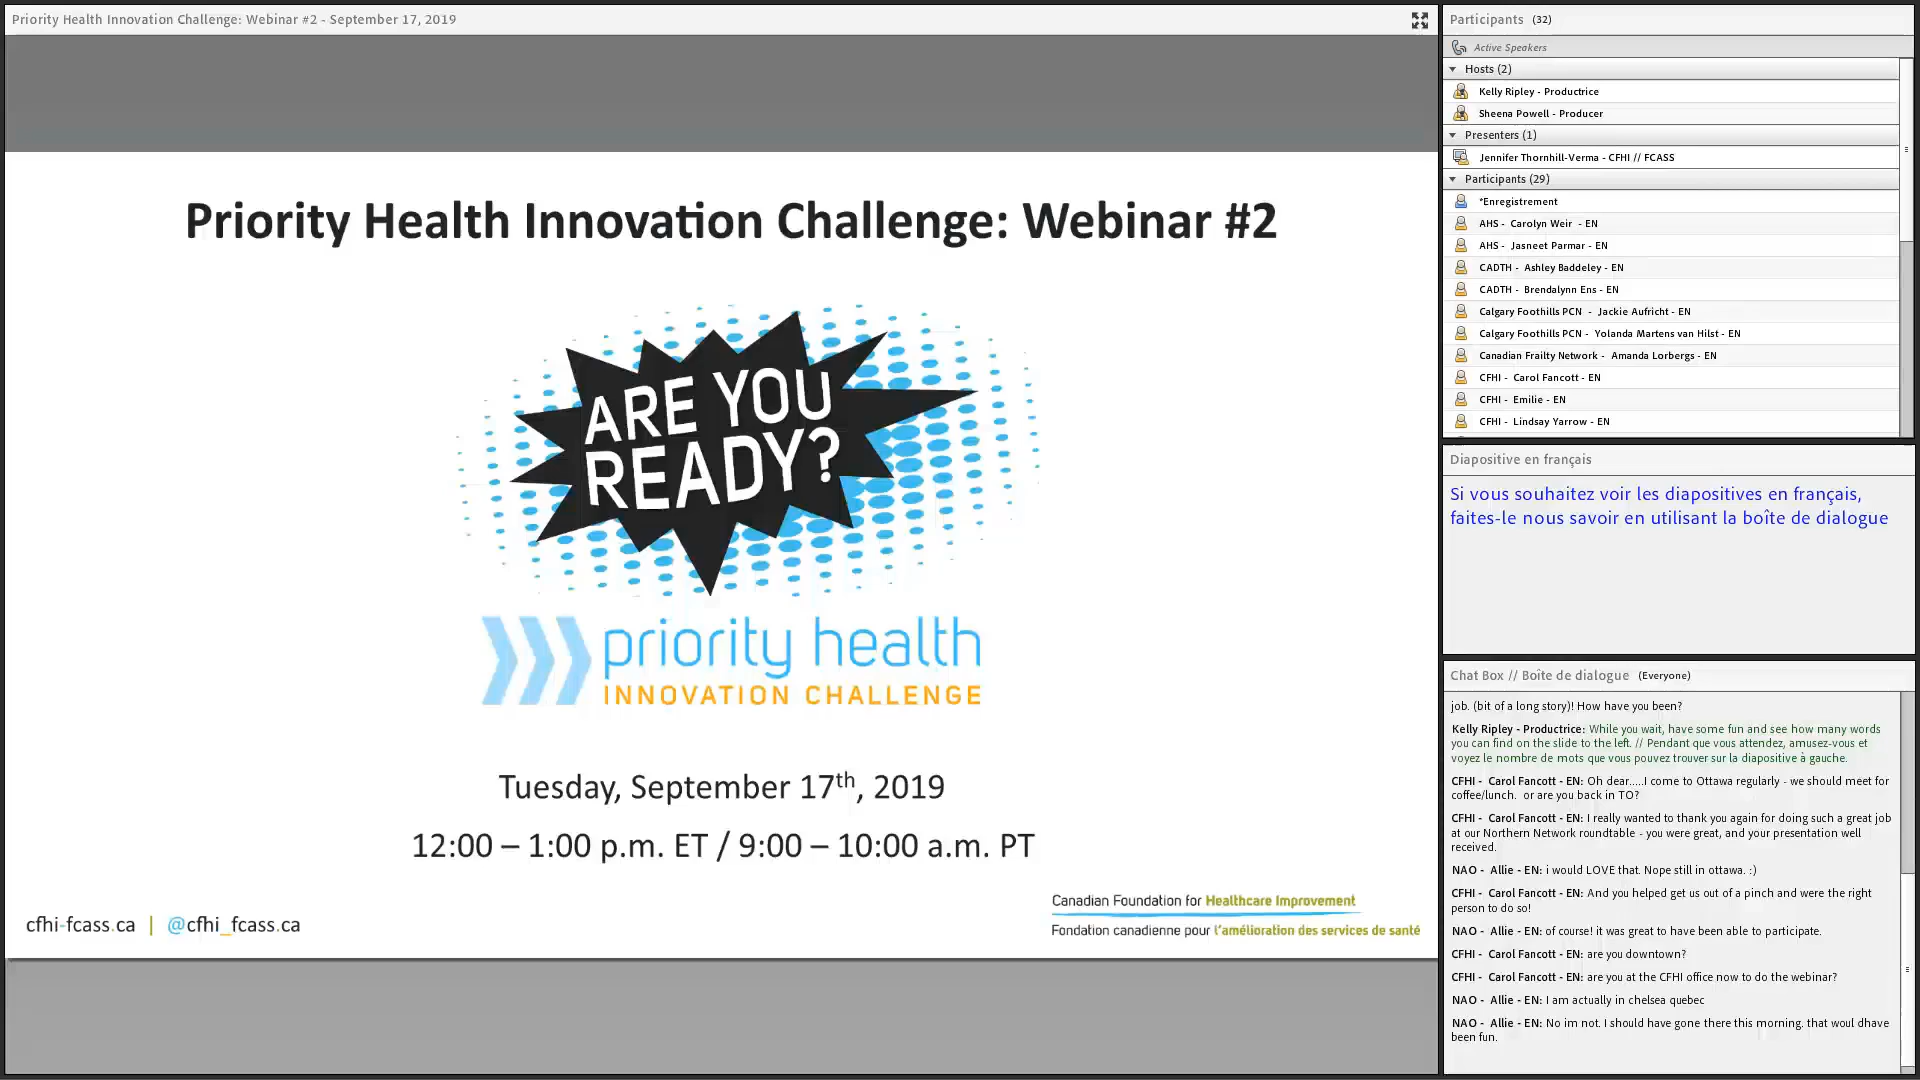 Priority Health Innovation Challenge: Webinar #2 - September 17, 2019
Priority Health Innovation Challenge: Webinar #2
ARE YOU
READY?
priority health
INNOVATION CHALLENGE
Tuesday, September 17th, 2019
12:00 – 1:00 p.m. ET / 9:00 – 10:00 a.m. PT
cfhi-fcass.ca | @cfhi_fcass.ca
Canadian Foundation for Healthcare Improvement
Fondation canadienne pour l'amélioration des services de santé
Participants (32)
Active Speakers
Hosts (2)
Kelly Ripley - Productrice
Sheena Powell - Producer
Presenters (1)
Jennifer Thornhill-Verma - CFHI // FCASS
Participants (29)
*Enregistrement
AHS - Carolyn Weir - EN
AHS - Jasneet Parmar - EN
CADTH - Ashley Baddeley - EN
CADTH - Brendalynn Ens - EN
Calgary Foothills PCN - Jackie Aufricht - EN
Calgary Foothills PCN - Yolanda Martens van Hilst - EN
Canadian Frailty Network - Amanda Lorbergs - EN
CFHI - Carol Fancott - EN
CFHI - Emilie - EN
CFHI - Lindsay Yarrow - EN
Diapositive en français
Si vous souhaitez voir les diapositives en français,
faites-le nous savoir en utilisant la boîte de dialogue
Chat Box // Boîte de dialogue (Everyone)
job. (bit of a long story)! How have you been?
Kelly Ripley - Productrice: While you wait, have some fun and see how many words
you can find on the slide to the left. // Pendant que vous attendez, amusez-vous et
voyez le nombre de mots que vous pouvez trouver sur la diapositive à gauche.
CFHI - Carol Fancott - EN: Oh dear.....I come to Ottawa regularly - we should meet for
coffee/lunch. or are you back in TO?
CFHI - Carol Fancott - EN: I really wanted to thank you again for doing such a great job
at our Northern Network roundtable - you were great, and your presentation well
received.
NAO - Allie - EN: i would LOVE that. Nope still in ottawa. :)
CFHI - Carol Fancott - EN: And you helped get us out of a pinch and were the right
person to do so!
NAO - Allie - EN: of course! it was great to have been able to participate.
CFHI - Carol Fancott - EN: are you downtown?
CFHI - Carol Fancott - EN: are you at the CFHI office now to do the webinar?
NAO - Allie - EN: I am actually in chelsea quebec
NAO - Allie - EN: No im not. I should have gone there this morning. that woul dhave
been fun.